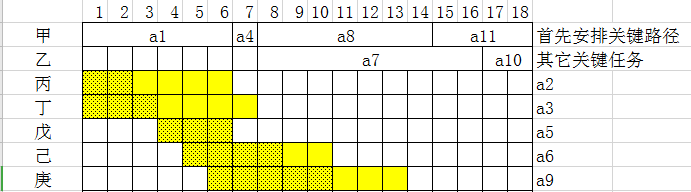 1 2 3 4 5 6 7 8 9 10 11 12 13 14 15 16 17 18
甲 a1 a4 a8 a11 首先安排关键路径
乙 a7 a10 其它关键任务
丙 a2
丁 a3
戊 a5
己 a6
庚 a9